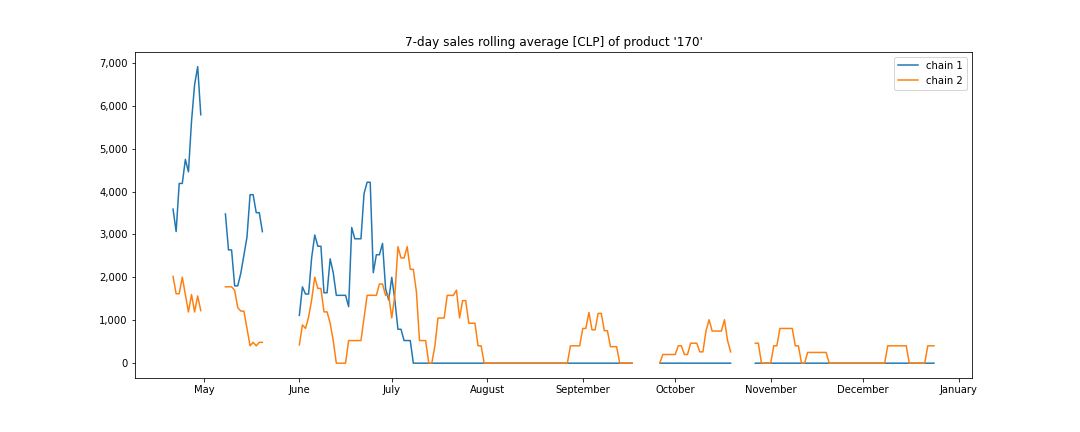 7-day sales rolling average [CLP] of product '170'
chain 1
chain 2
7,000
6,000
5,000
4,000
3,000
2,000
1,000
0
May June July August September October November December January